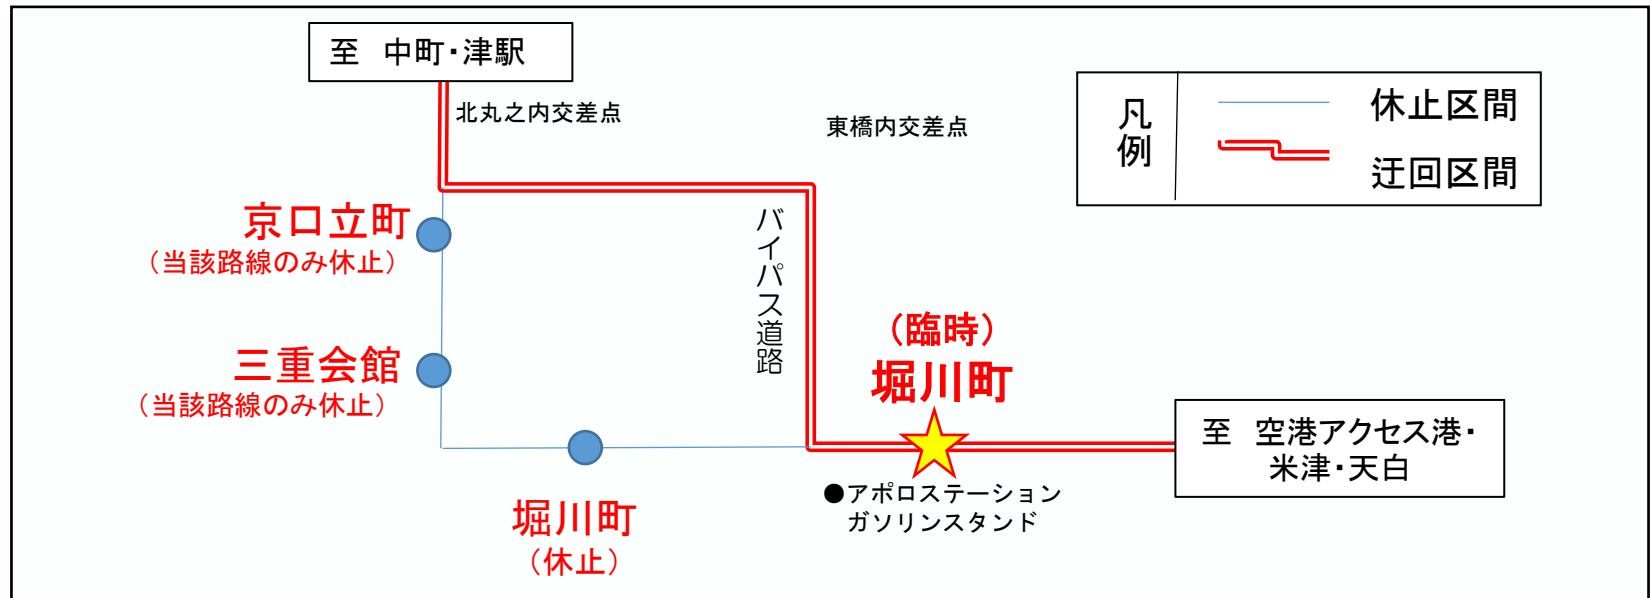 至　中町・津駅
北丸之内交差点
東橋内交差点
凡例
休止区間
迂回区間
京口立町
（当該路線のみ休止）
バイパス道路
三重会館
（当該路線のみ休止）
（臨時）
堀川町
至　空港アクセス港・
米津・天白
●アポロステーション
ガソリンスタンド
堀川町
（休止）